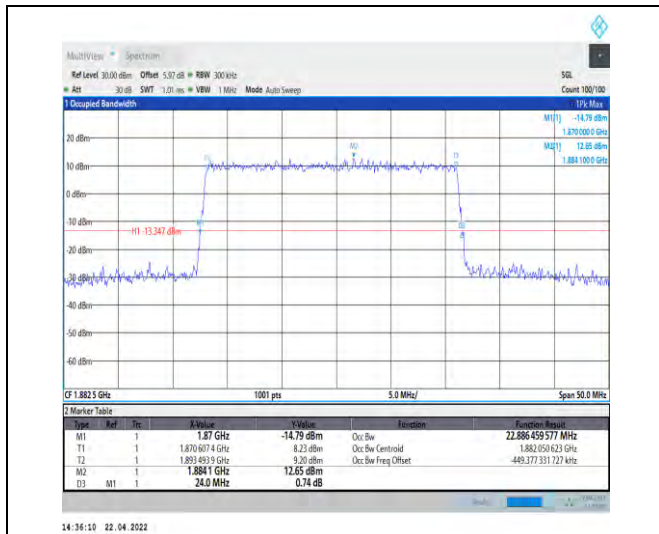 MultiView Spectrum
Ref Level 30.00 dBm Offset 5.97 dB RBW 300 kHz SGL
Att 30 dB SWT 1.01 ms VBW 1 MHz Mode Auto Sweep Count 100/100
1 Occupied Bandwidth 1Pk Max
M1[1] -14.79 dBm
1.870 000 0 GHz
M2[1] 12.65 dBm
1.884 100 0 GHz
M2
20 dBm
10 dBm
0 dBm
-10 dBm
H1 -13.347 dBm
-20 dBm
-30 dBm
-40 dBm
-50 dBm
-60 dBm
CF 1.882 5 GHz 1001 pts 5.0 MHz/ Span 50.0 MHz
2 Marker Table
Type Ref Trc X-Value Y-Value Function Function Result
M1 1 1.87 GHz -14.79 dBm Occ Bw 22.886 459 577 MHz
T1 1 1.870 607 4 GHz 8.23 dBm Occ Bw Centroid 1.882 050 623 GHz
T2 1 1.893 493 9 GHz 9.20 dBm Occ Bw Freq Offset -449.377 331 727 kHz
M2 1 1.884 1 GHz 12.65 dBm
D3 M1 1 24.0 MHz 0.74 dB
14:36:10 22.04.2022